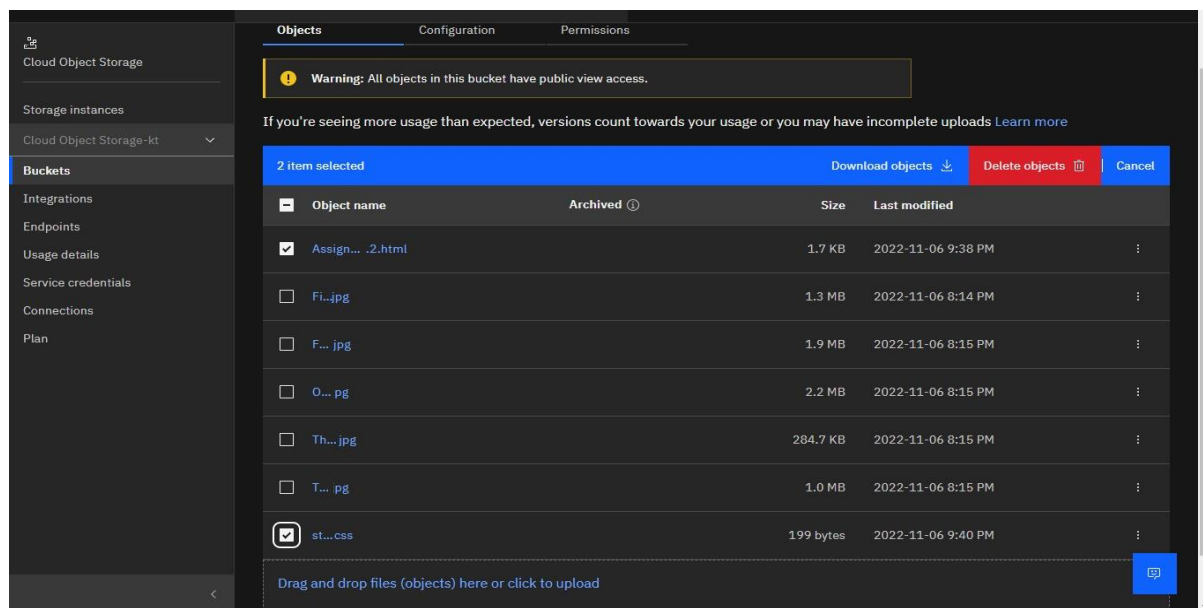 Cloud Object Storage
Storage instances
Cloud Object Storage-kt
Buckets
Integrations
Endpoints
Usage details
Service credentials
Connections
Plan
Objects Configuration Permissions
Warning: All objects in this bucket have public view access.
If you're seeing more usage than expected, versions count towards your usage or you may have incomplete uploads Learn more
2 item selected Download objects Delete objects Cancel
Object name Archived Size Last modified
Assign... .2.html 1.7 KB 2022-11-06 9:38 PM
Fi...jpg 1.3 MB 2022-11-06 8:14 PM
F... jpg 1.9 MB 2022-11-06 8:15 PM
O... pg 2.2 MB 2022-11-06 8:15 PM
Th... jpg 284.7 KB 2022-11-06 8:15 PM
T... pg 1.0 MB 2022-11-06 8:15 PM
st...css 199 bytes 2022-11-06 9:40 PM
Drag and drop files (objects) here or click to upload